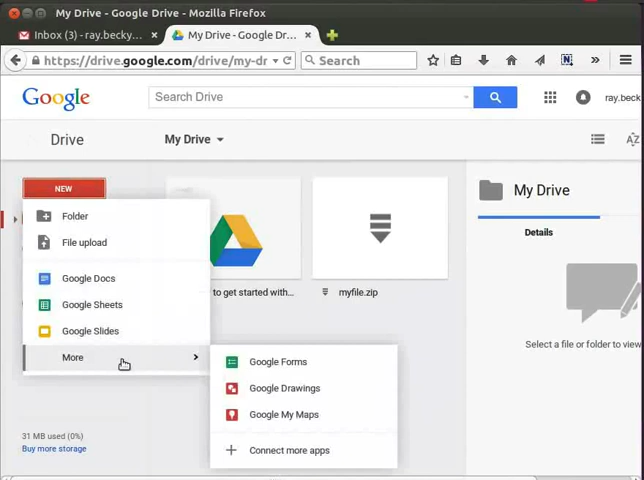 My Drive - Google Drive - Mozilla Firefox
Inbox (3) - ray.becky...
My Drive - Google Dr...
https://drive.google.com/drive/my-dr
Search
Google
Search Drive
ray.beck
Drive
My Drive
AZ
NEW
Folder
File upload
Google Docs
Google Sheets
Google Slides
More
to get started with...
myfile.zip
Google Forms
Google Drawings
Google My Maps
Connect more apps
31 MB used (0%)
Buy more storage
My Drive
Details
Select a file or folder to view